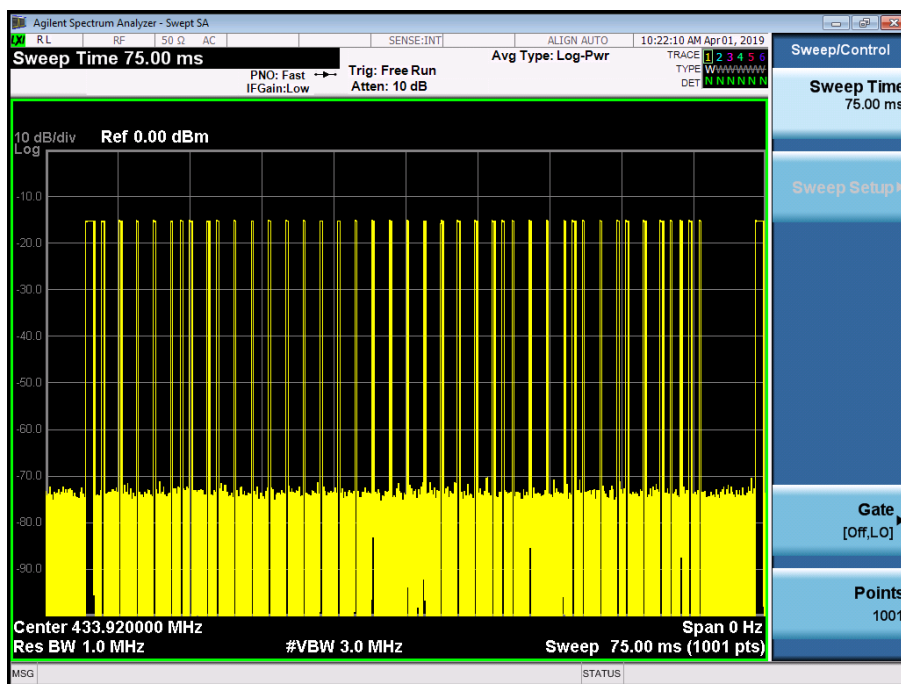 Agilent Spectrum Analyzer - Swept SA
LXI RL RF 50 Ω AC SENSE:INT ALIGN AUTO 10:22:10 AM Apr 01, 2019
Sweep Time 75.00 ms
PNO: Fast
IFGain:Low
Trig: Free Run
Atten: 10 dB
Avg Type: Log-Pwr
TRACE 1 2 3 4 5 6
TYPE WWWWWW
DET N N N N N N
10 dB/div Ref 0.00 dBm
Log
-10.0
-20.0
-30.0
-40.0
-50.0
-60.0
-70.0
-80.0
-90.0
Center 433.920000 MHz Span 0 Hz
Res BW 1.0 MHz #VBW 3.0 MHz Sweep 75.00 ms (1001 pts)
MSG STATUS
Sweep/Control
Sweep Time
75.00 ms
Sweep Setup
Gate
[Off,LO]
Points
1001